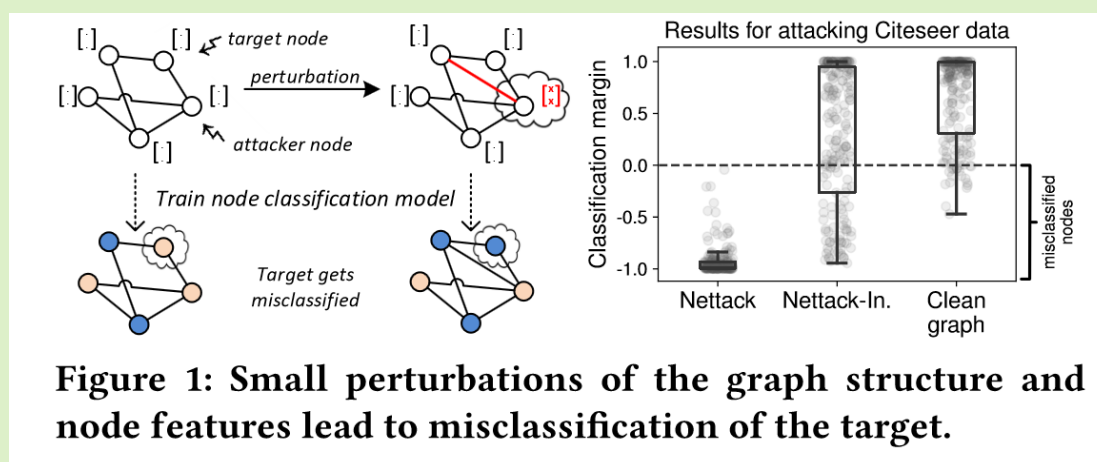 [:]
[:]
target node
[:]
[:]
perturbation
attacker node
[:]
[:]
[:]
[:]
[x x]
[:]
Train node classification model
Target gets
misclassified
Results for attacking Citeseer data
Classification margin
1.0
0.5
0.0
-0.5
-1.0
misclassified
nodes
Nettack
Nettack-In.
Clean
graph
Figure 1: Small perturbations of the graph structure and
node features lead to misclassification of the target.